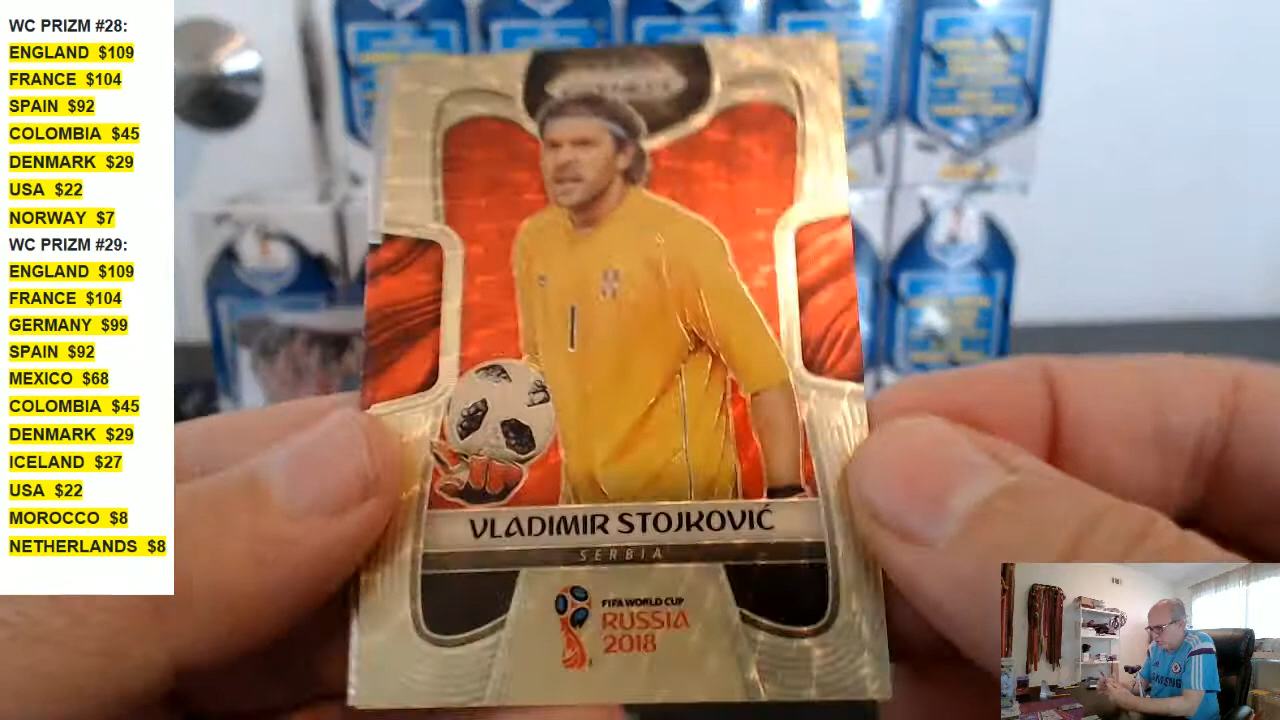 WC PRIZM #28:
ENGLAND $109
FRANCE $104
SPAIN $92
COLOMBIA $45
DENMARK $29
USA $22
NORWAY $7
WC PRIZM #29:
ENGLAND $109
FRANCE $104
GERMANY $99
SPAIN $92
MEXICO $68
COLOMBIA $45
DENMARK $29
ICELAND $27
USA $22
MOROCCO $8
NETHERLANDS $8
1
VLADIMIR STOJKOVIĆ
SERBIA
FIFA WORLD CUP
RUSSIA
2018